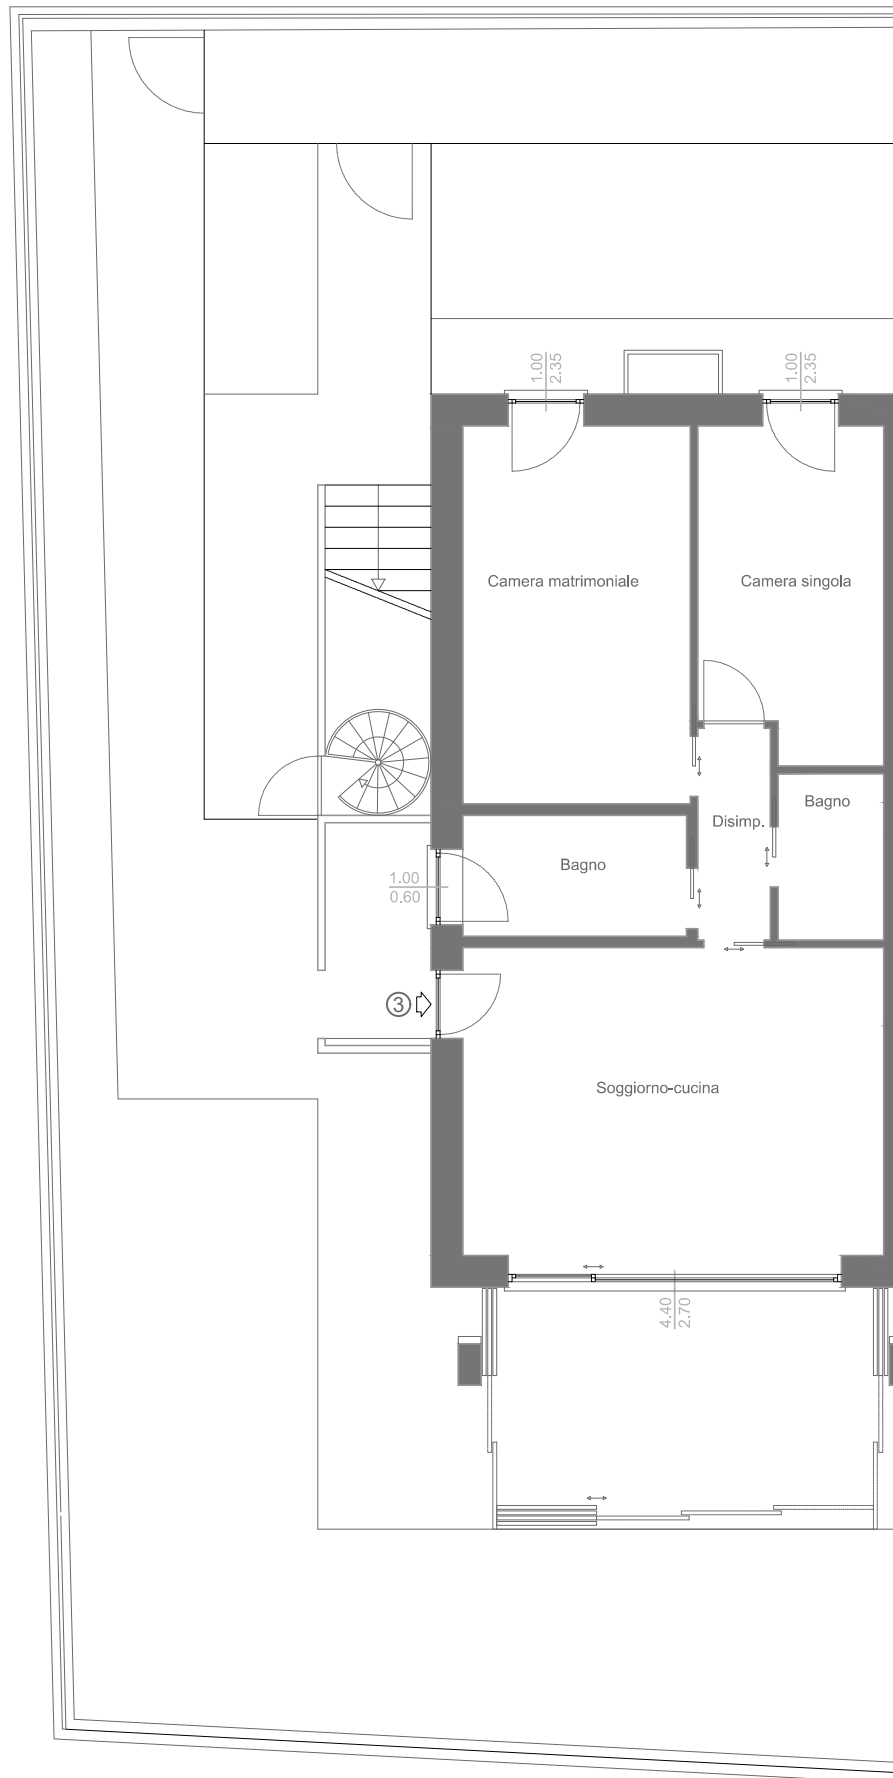 1.00
2.35
1.00
2.35
Camera matrimoniale
Camera singola
Bagno
Disimp.
Bagno
1.00
0.60
3
Soggiorno-cucina
4.40
2.70